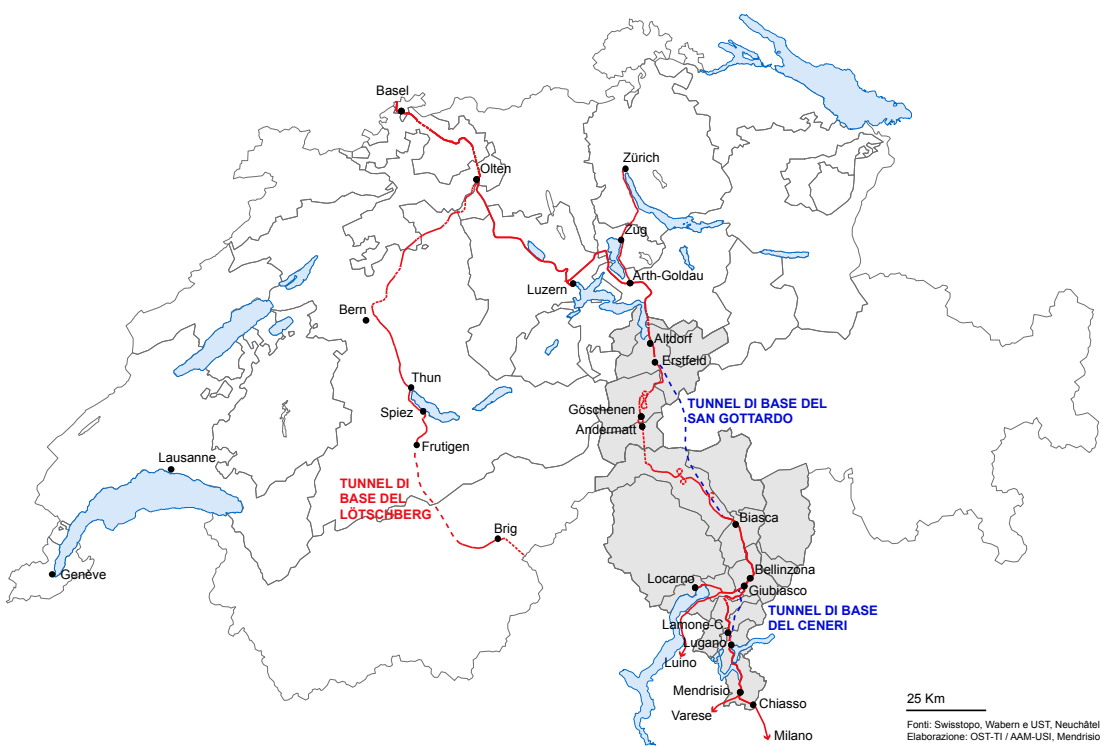 Basel
Olten
Zürich
Zug
Arth-Goldau
Luzern
Bern
Altdorf
Erstfeld
Thun
Spiez
TUNNEL DI BASE DEL
SAN GOTTARDO
Göschenen
Andermatt
Frutigen
Lausanne
TUNNEL DI
BASE DEL
LÖTSCHBERG
Biasca
Brig
Genève
Bellinzona
Locarno
Giubiasco
TUNNEL DI BASE
DEL CENERI
Lamone-C.
Lugano
Luino
Mendrisio
25 Km
Chiasso
Varese
Milano
Fonti: Swisstopo, Wabern e UST, Neuchâtel
Elaborazione: OST-TI / AAM-USI, Mendrisio